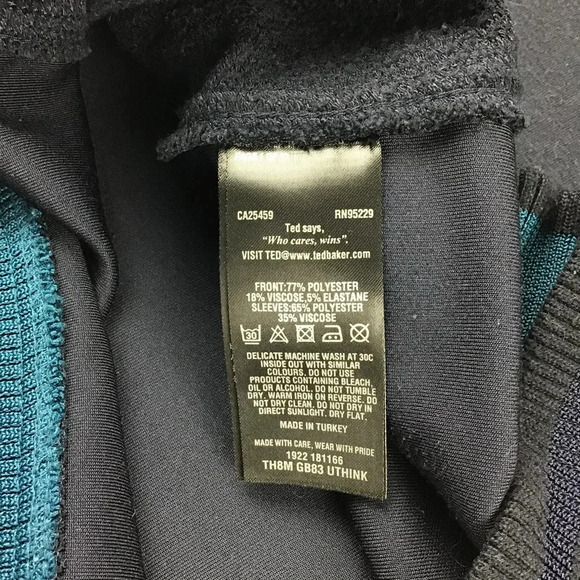 CA25459 RN95229
Ted says,
"Who cares, wins".
VISIT TED@www.tedbaker.com
FRONT:77% POLYESTER
18% VISCOSE,5% ELASTANE
SLEEVES:65% POLYESTER
35% VISCOSE
30
DELICATE MACHINE WASH AT 30C
INSIDE OUT WITH SIMILAR
COLOURS. DO NOT USE
PRODUCTS CONTAINING BLEACH,
OIL OR ALCOHOL. DO NOT TUMBLE
DRY, WARM IRON ON REVERSE. DO
NOT DRY CLEAN. DO NOT DRY IN
DIRECT SUNLIGHT. DRY FLAT.
MADE IN TURKEY
MADE WITH CARE, WEAR WITH PRIDE
1922 181166
TH8M GB83 UTHINK